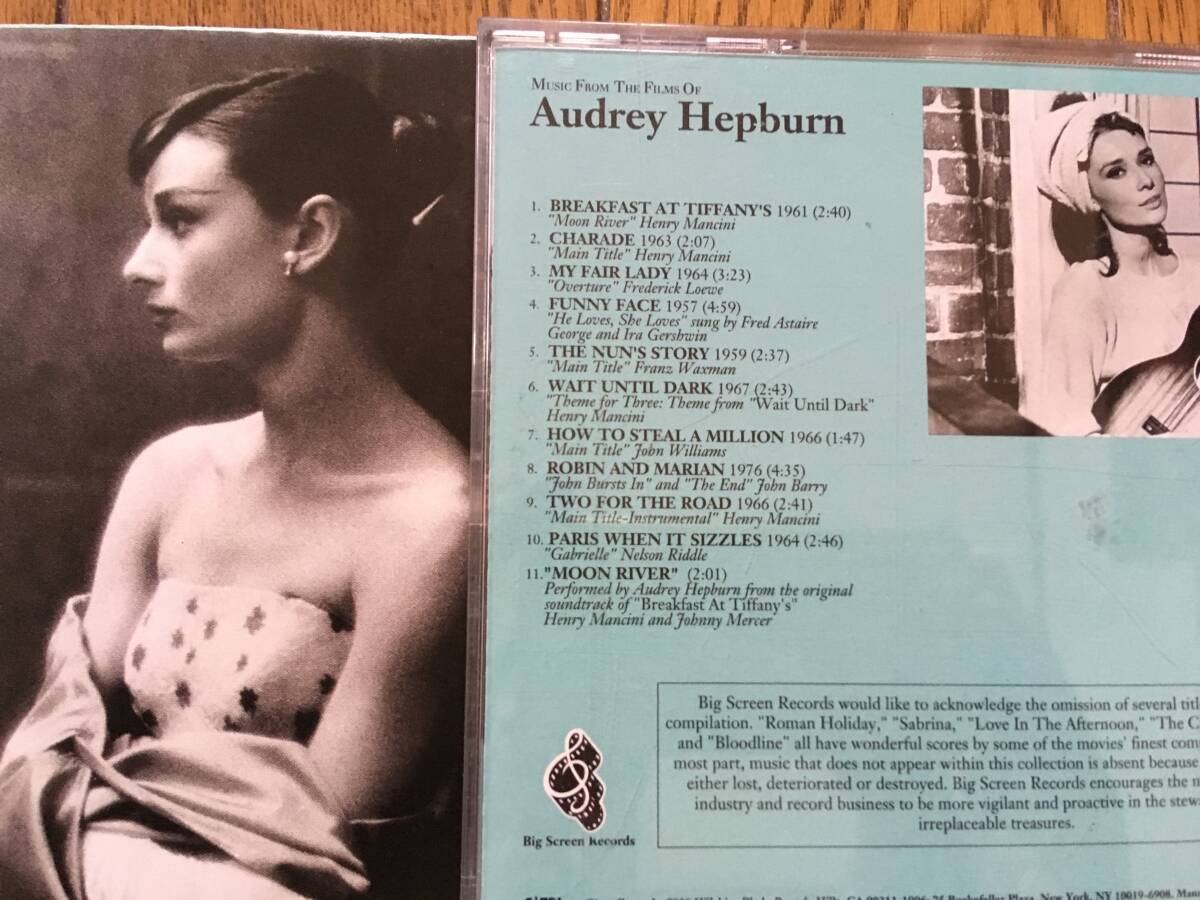 MUSIC FROM THE FILMS OF
Audrey Hepburn
1. BREAKFAST AT TIFFANY'S 1961 (2:40)
"Moon River" Henry Mancini
2. CHARADE 1963 (2:07)
"Main Title" Henry Mancini
3. MY FAIR LADY 1964 (3:23)
"Overture" Frederick Loewe
4. FUNNY FACE 1957 (4:59)
"He Loves, She Loves" sung by Fred Astaire
George and Ira Gershwin
5. THE NUN'S STORY 1959 (2:37)
"Main Title" Franz Waxman
6. WAIT UNTIL DARK 1967 (2:43)
"Theme for Three: Theme from "Wait Until Dark"
Henry Mancini
7. HOW TO STEAL A MILLION 1966 (1:47)
"Main Title" John Williams
8. ROBIN AND MARIAN 1976 (4:35)
"John Bursts In" and "The End" John Barry
9. TWO FOR THE ROAD 1966 (2:41)
"Main Title-Instrumental" Henry Mancini
10. PARIS WHEN IT SIZZLES 1964 (2:46)
"Gabrielle" Nelson Riddle
11. "MOON RIVER" (2:01)
Performed by Audrey Hepburn from the original
soundtrack of "Breakfast At Tiffany's"
Henry Mancini and Johnny Mercer
Big Screen Records would like to acknowledge the omission of several titl
compilation. "Roman Holiday," "Sabrina," "Love In The Afternoon," "The C
and "Bloodline" all have wonderful scores by some of the movies' finest com
most part, music that does not appear within this collection is absent because
either lost, deteriorated or destroyed. Big Screen Records encourages the m
industry and record business to be more vigilant and proactive in the stew
irreplaceable treasures.
Big Screen Records
New York, NY 10019-6908.